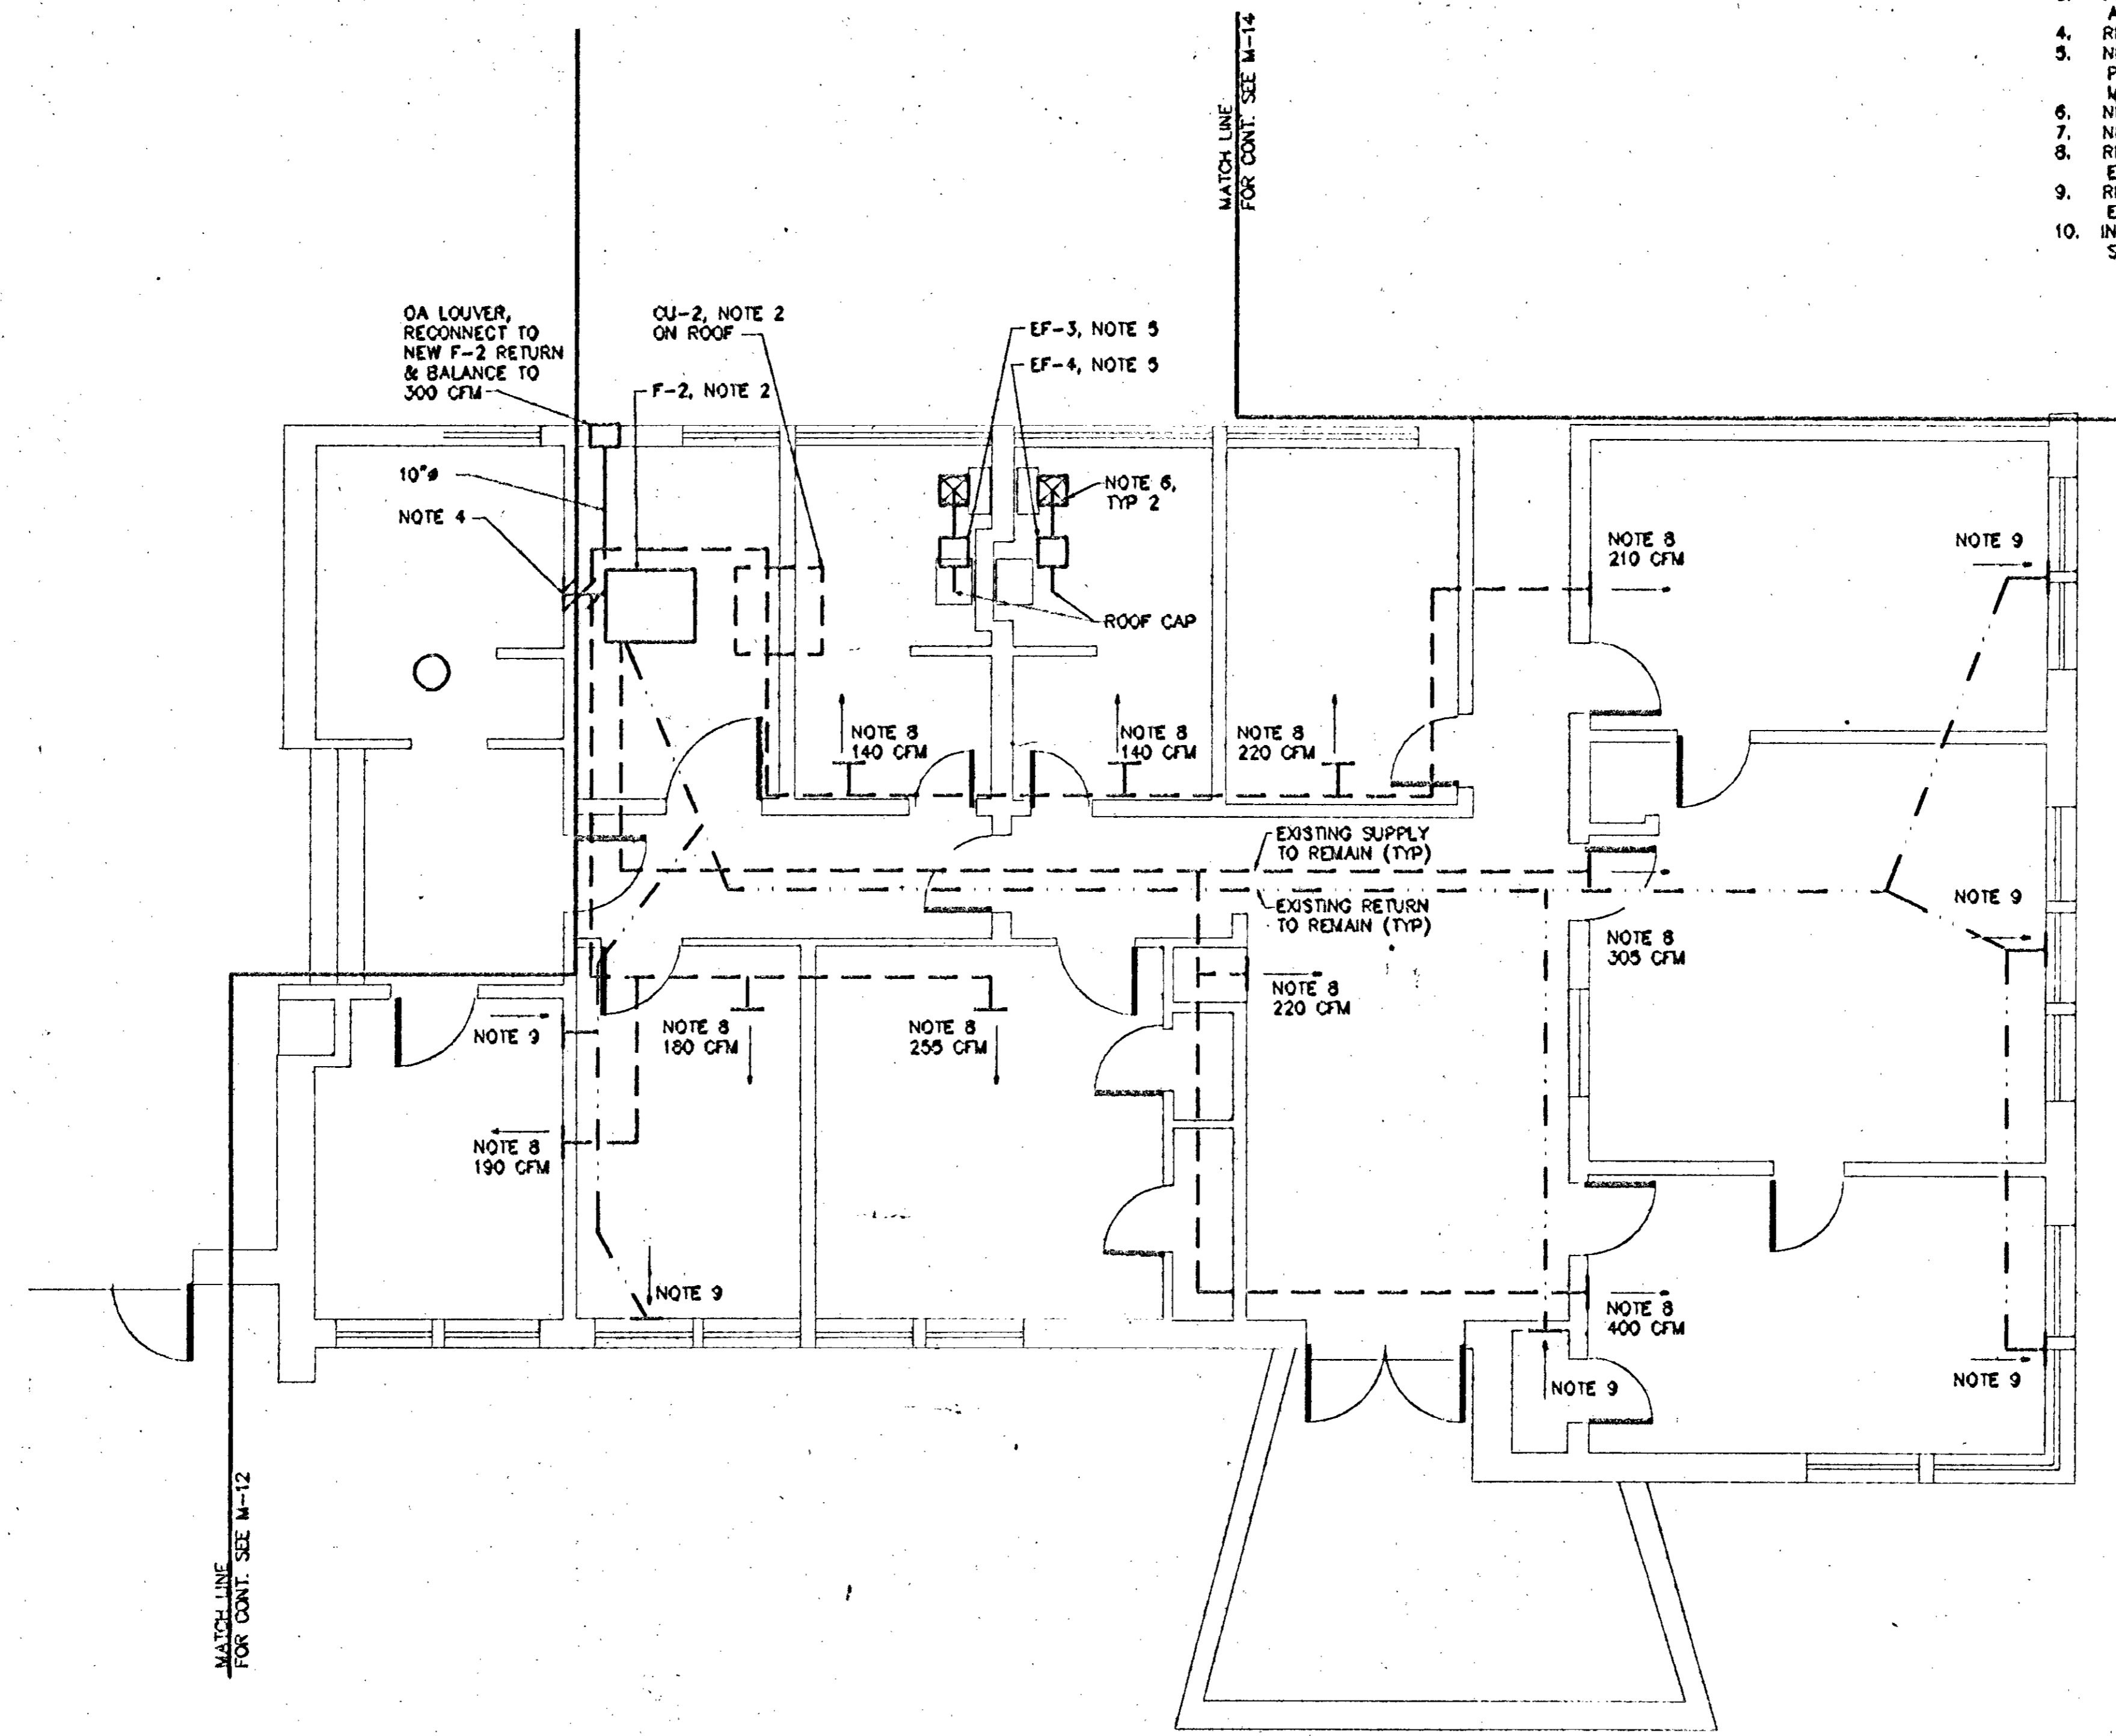 A
4. R
5. N
P
M
6. N
7. N
8. R
E
9. R
E
10. IN
S
MATCH LINE
FOR CONT. SEE M-14
OA LOUVER,
RECONNECT TO
NEW F-2 RETURN
& BALANCE TO
300 CFM
CU-2, NOTE 2
ON ROOF
F-2, NOTE 2
EF-3, NOTE 5
EF-4, NOTE 5
10"ø
NOTE 4
NOTE 6,
TYP 2
ROOF CAP
NOTE 8
210 CFM
NOTE 9
NOTE 8
140 CFM
NOTE 8
140 CFM
NOTE 8
220 CFM
EXISTING SUPPLY
TO REMAIN (TYP)
EXISTING RETURN
TO REMAIN (TYP)
NOTE 9
NOTE 8
305 CFM
NOTE 8
220 CFM
NOTE 9
NOTE 8
180 CFM
NOTE 8
255 CFM
NOTE 8
190 CFM
NOTE 9
NOTE 8
400 CFM
NOTE 9
NOTE 9
MATCH LINE
FOR CONT. SEE M-12